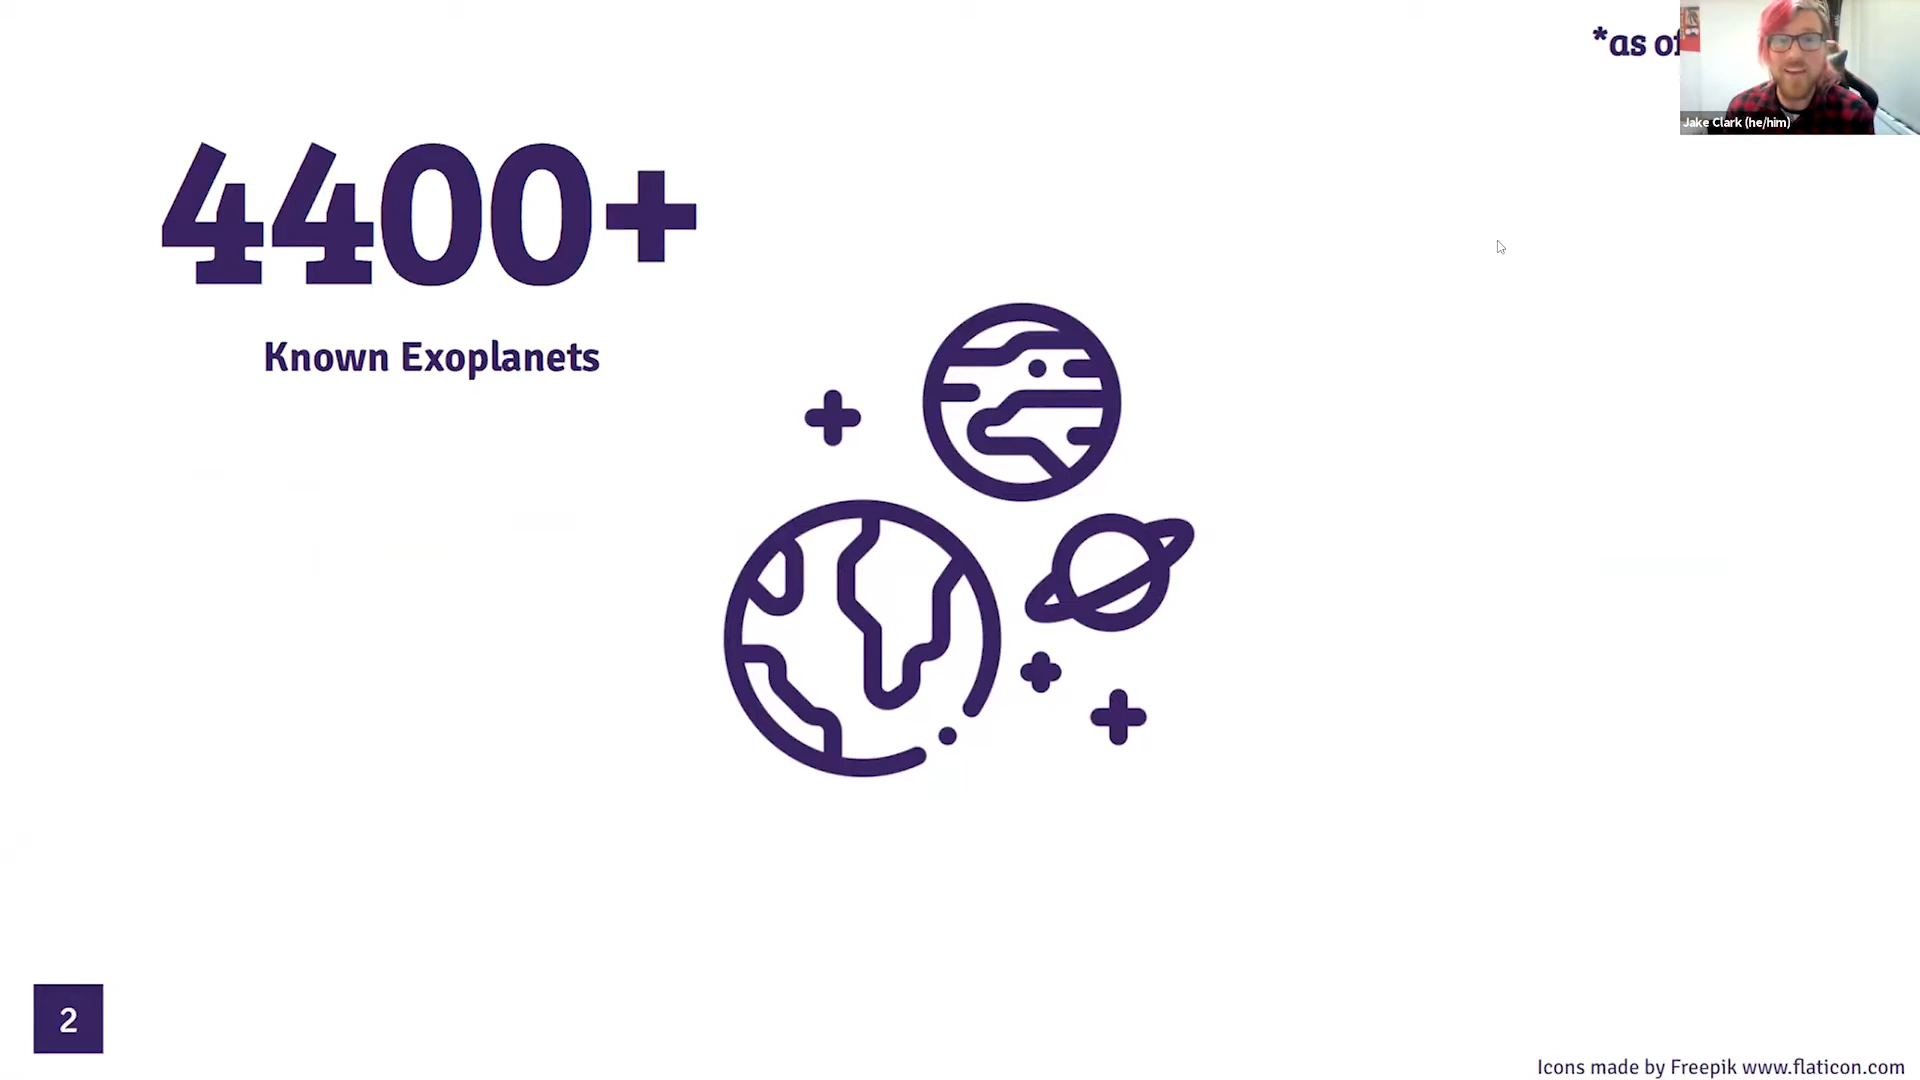 *as of
Jake Clark (he/him)
4400+
Known Exoplanets
2
Icons made by Freepik www.flaticon.com